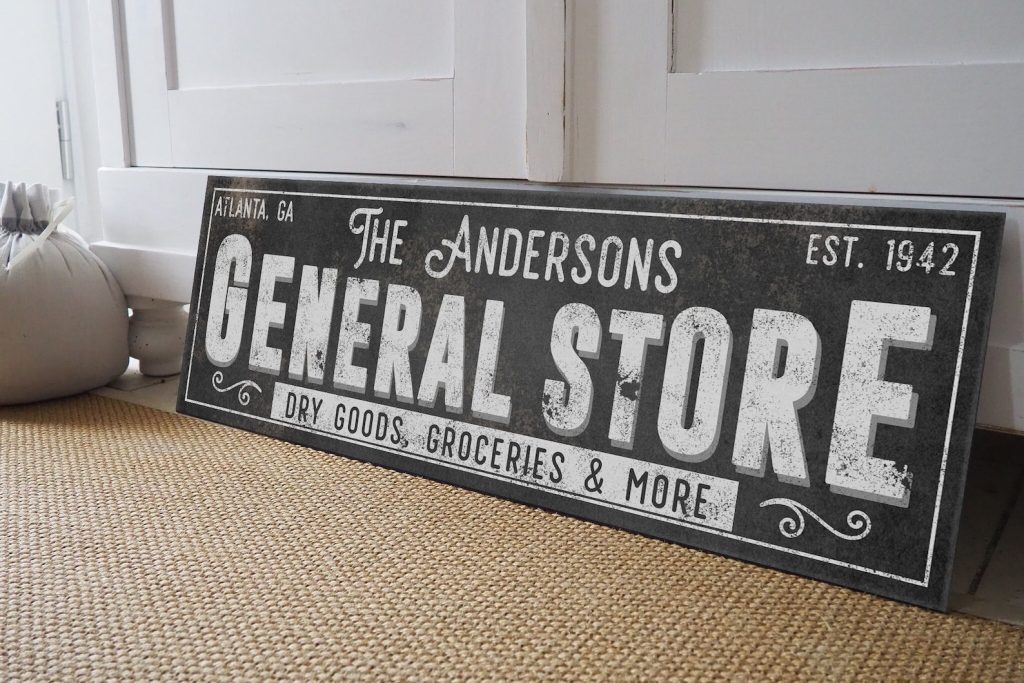 ATLANTA, GA
THE ANDERSONS
EST. 1942
GENERAL STORE
DRY GOODS, GROCERIES & MORE